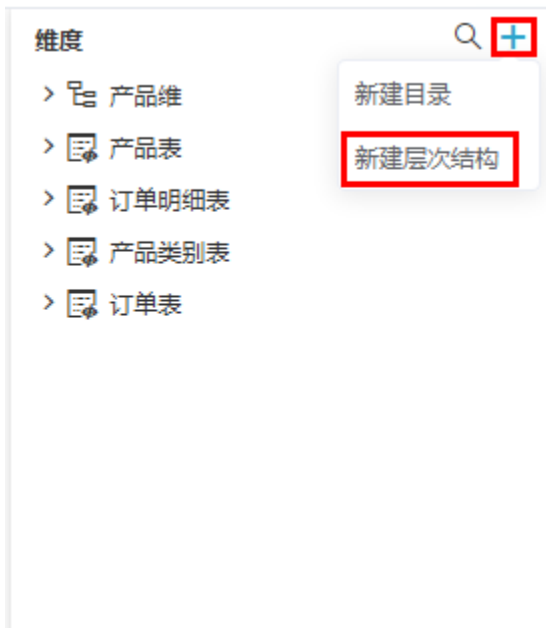 维度
产品维
新建目录
产品表
新建层次结构
订单明细表
产品类别表
订单表